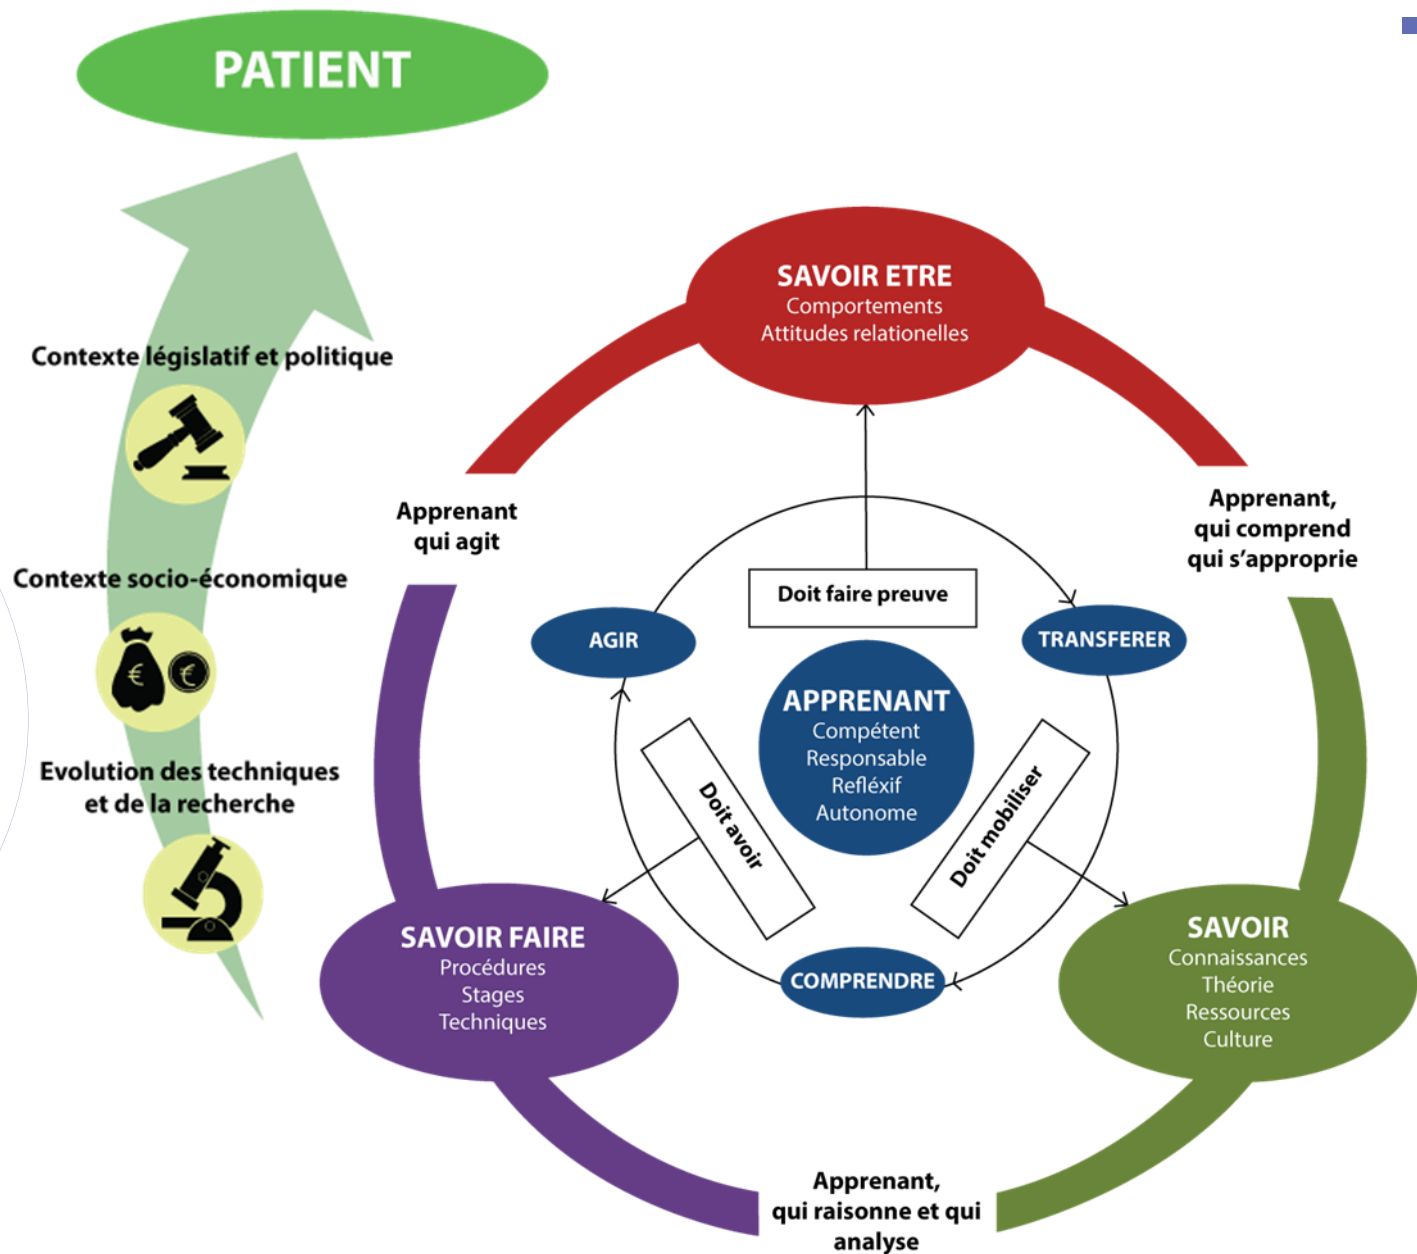 PATIENT
Contexte législatif et politique
Contexte socio-économique
Evolution des techniques
et de la recherche
€
€
SAVOIR ETRE
Comportements
Attitudes relationelles
Apprenant
qui agit
Apprenant,
qui comprend
qui s'approprie
Doit faire preuve
AGIR
TRANSFERER
APPRENANT
Compétent
Responsable
Refléxif
Autonome
Doit avoir
Doit mobiliser
COMPRENDRE
SAVOIR FAIRE
Procédures
Stages
Techniques
SAVOIR
Connaissances
Théorie
Ressources
Culture
Apprenant,
qui raisonne et qui
analyse